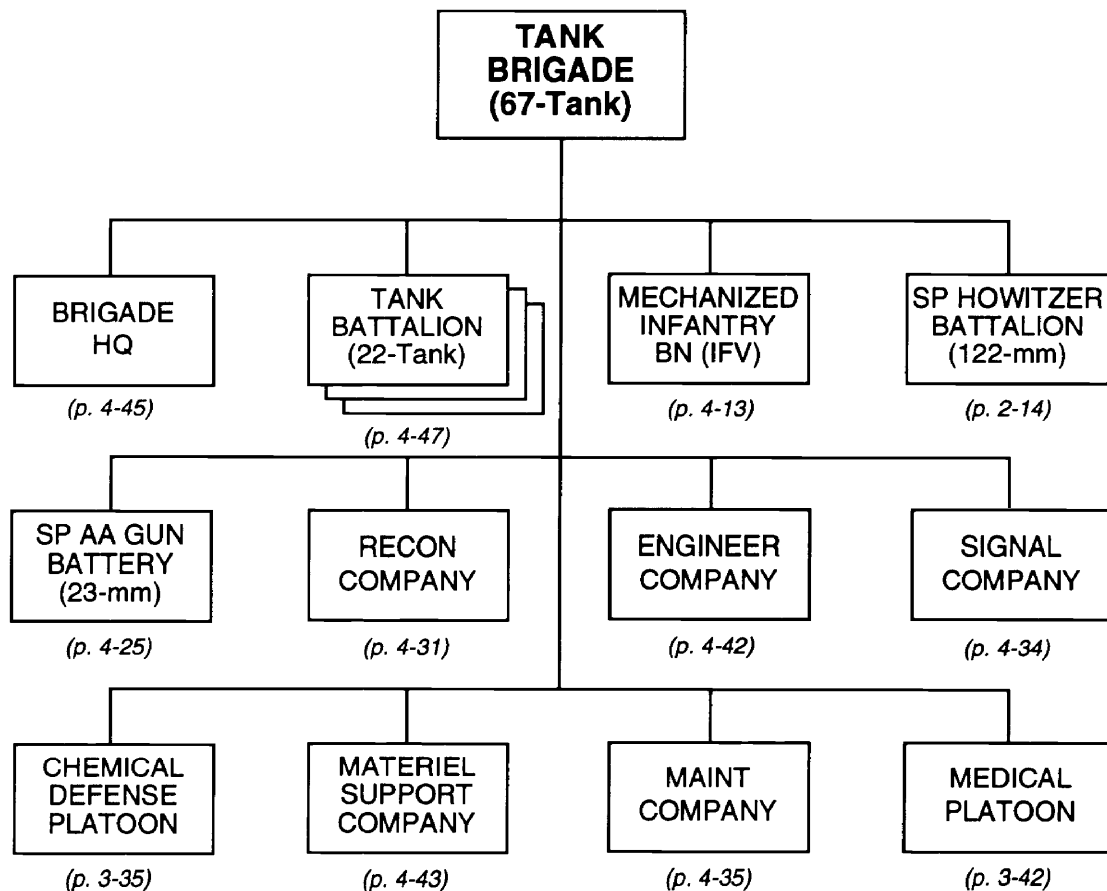 TANK
BRIGADE
(67-Tank)
BRIGADE
HQ
(p. 4-45)
TANK
BATTALION
(22-Tank)
(p. 4-47)
MECHANIZED
INFANTRY
BN (IFV)
(p. 4-13)
SP HOWITZER
BATTALION
(122-mm)
(p. 2-14)
SP AA GUN
BATTERY
(23-mm)
(p. 4-25)
RECON
COMPANY
(p. 4-31)
ENGINEER
COMPANY
(p. 4-42)
SIGNAL
COMPANY
(p. 4-34)
CHEMICAL
DEFENSE
PLATOON
(p. 3-35)
MATERIEL
SUPPORT
COMPANY
(p. 4-43)
MAINT
COMPANY
(p. 4-35)
MEDICAL
PLATOON
(p. 3-42)